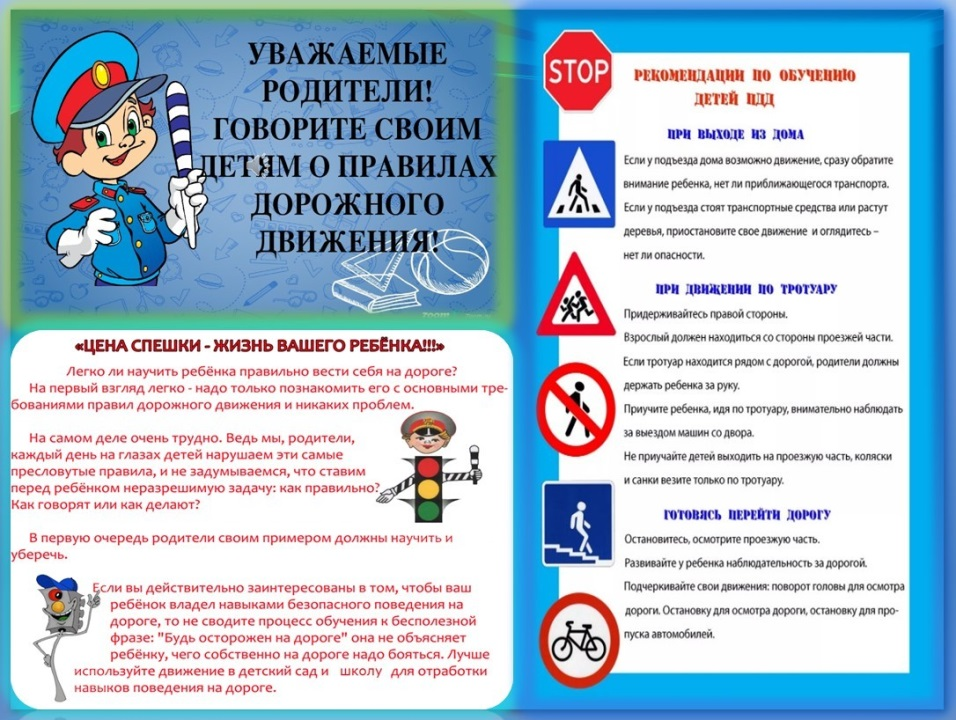 УВАЖАЕМЫЕ
РОДИТЕЛИ!
ГОВОРИТЕ СВОИМ
ДЕТЯМ О ПРАВИЛАХ
ДОРОЖНОГО
ДВИЖЕНИЯ!
«ЦЕНА СПЕШКИ - ЖИЗНЬ ВАШЕГО РЕБЁНКА!!!»
Легко ли научить ребёнка правильно вести себя на дороге?
На первый взгляд легко - надо только познакомить его с основными тре-
бованиями правил дорожного движения и никаких проблем.
На самом деле очень трудно. Ведь мы, родители,
каждый день на глазах детей нарушаем эти самые
пресловутые правила, и не задумываемся, что ставим
перед ребёнком неразрешимую задачу: как правильно?
Как говорят или как делают?
В первую очередь родители своим примером должны научить и
уберечь.
Если вы действительно заинтересованы в том, чтобы ваш
ребёнок владел навыками безопасного поведения на
дороге, то не сводите процесс обучения к бесполезной
фразе: "Будь осторожен на дороге" она не объясняет
ребёнку, чего собственно на дороге надо бояться. Лучше
используйте движение в детский сад и школу для отработки
навыков поведения на дороге.
STOP
РЕКОМЕНДАЦИИ ПО ОБУЧЕНИЮ
ДЕТЕЙ ПДД
ПРИ ВЫХОДЕ ИЗ ДОМА
Если у подъезда дома возможно движение, сразу обратите
внимание ребенка, нет ли приближающегося транспорта.
Если у подъезда стоят транспортные средства или растут
деревья, приостановите свое движение и оглядитесь –
нет ли опасности.
ПРИ ДВИЖЕНИИ ПО ТРОТУАРУ
Придерживайтесь правой стороны.
Взрослый должен находиться со стороны проезжей части.
Если тротуар находится рядом с дорогой, родители должны
держать ребенка за руку.
Приучите ребенка, идя по тротуару, внимательно наблюдать
за выездом машин со двора.
Не приучайте детей выходить на проезжую часть, коляски
и санки везите только по тротуару.
ГОТОВЯСЬ ПЕРЕЙТИ ДОРОГУ
Остановитесь, осмотрите проезжую часть.
Развивайте у ребенка наблюдательность за дорогой.
Подчеркивайте свои движения: поворот головы для осмотра
дороги. Остановку для осмотра дороги, остановку для про-
пуска автомобилей.